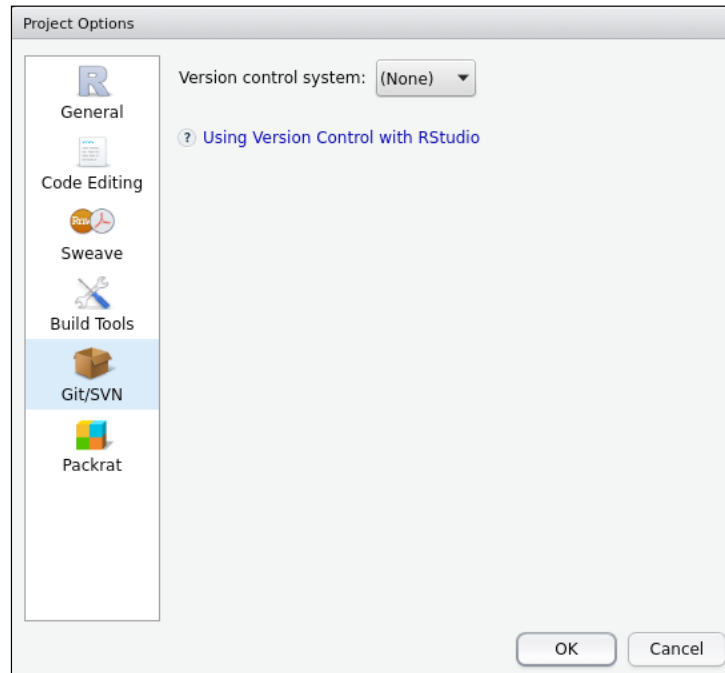 Project Options
General
Code Editing
Rnw
Sweave
Build Tools
Git/SVN
Packrat
Version control system: (None)
? Using Version Control with RStudio
OK
Cancel